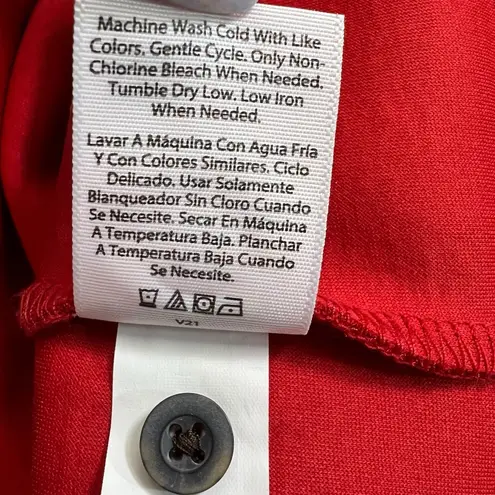 Machine Wash Cold With Like
Colors. Gentle Cycle. Only Non-
Chlorine Bleach When Needed.
Tumble Dry Low. Low Iron
When Needed.
Lavar A Máquina Con Agua Fría
Y Con Colores Similares. Ciclo
Delicado. Usar Solamente
Blanqueador Sin Cloro Cuando
Se Necesite. Secar En Máquina
A Temperatura Baja. Planchar
A Temperatura Baja Cuando
Se Necesite.
V21